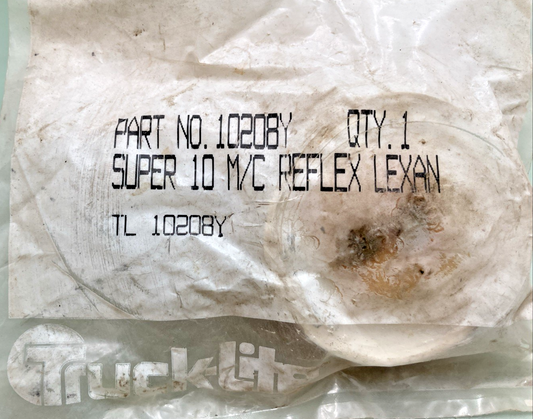 PART NO. 10208Y QTY. 1
SUPER 10 M/C REFLEX LEXAN
TL 10208Y
Truck-Lite